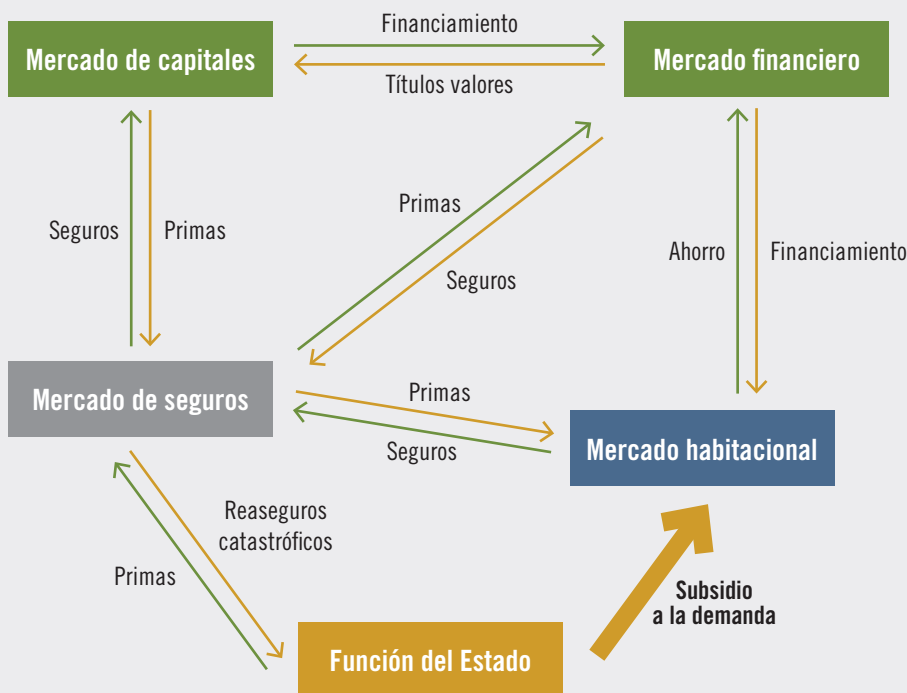 Financiamiento
Mercado de capitales
Mercado financiero
Títulos valores
Seguros
Primas
Primas
Seguros
Ahorro
Financiamiento
Mercado de seguros
Primas
Seguros
Mercado habitacional
Reaseguros
catastróficos
Primas
Subsidio
a la demanda
Función del Estado